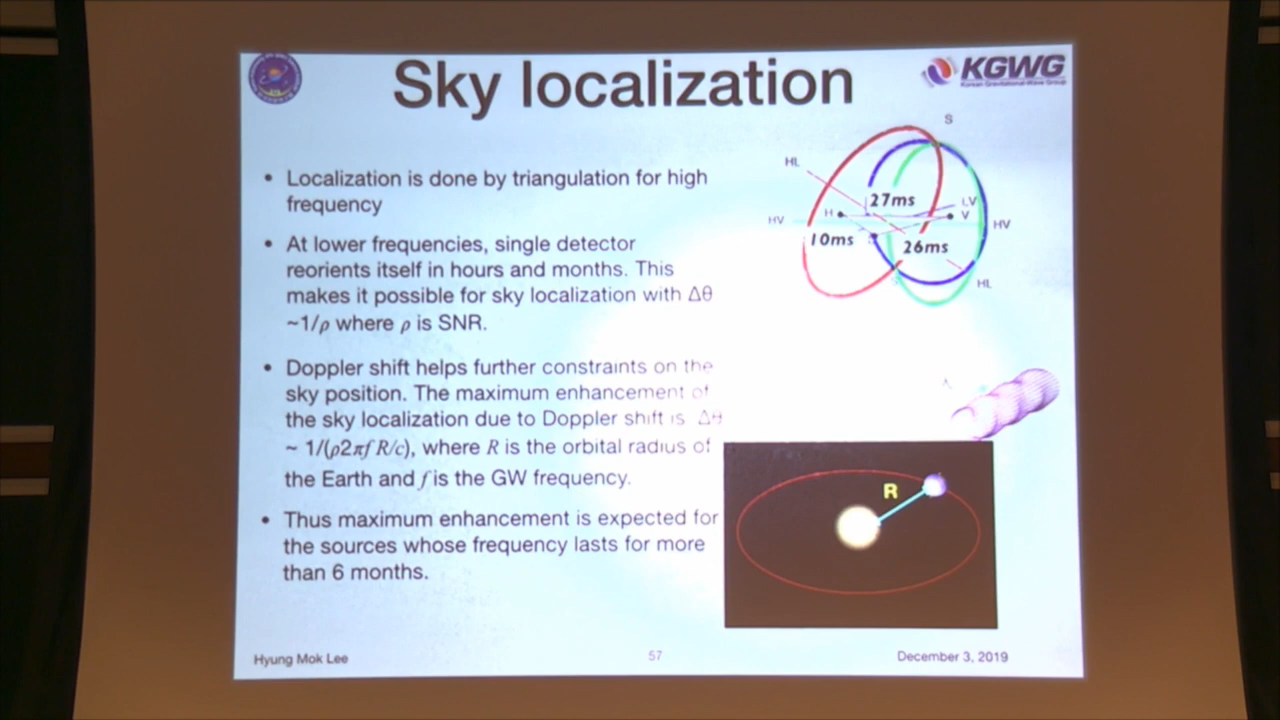 Sky localization
KGWG
Korean Gravitational-Wave Group
• Localization is done by triangulation for high
frequency
• At lower frequencies, single detector
reorients itself in hours and months. This
makes it possible for sky localization with Δθ
~1/ρ where ρ is SNR.
• Doppler shift helps further constraints on the
sky position. The maximum enhancement of
the sky localization due to Doppler shift is Δθ
~ 1/(ρ2πf R/c), where R is the orbital radius of
the Earth and f is the GW frequency.
• Thus maximum enhancement is expected for
the sources whose frequency lasts for more
than 6 months.
S
HL
27ms
LV
HV
H
V
HV
10ms
26ms
HL
R
Hyung Mok Lee
57
December 3, 2019